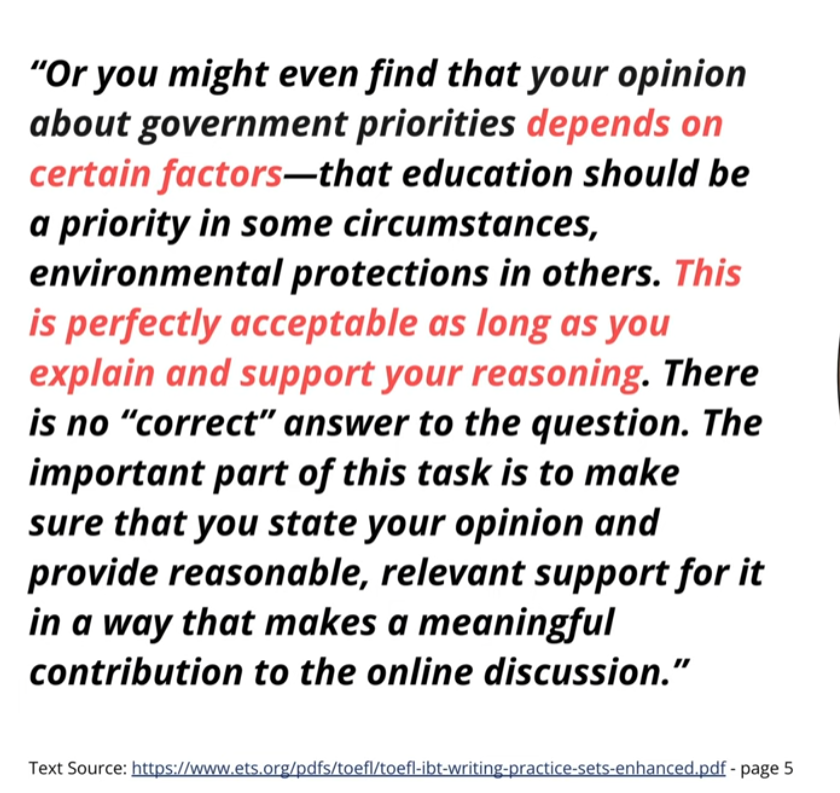 “Or you might even find that your opinion
about government priorities depends on
certain factors—that education should be
a priority in some circumstances,
environmental protections in others. This
is perfectly acceptable as long as you
explain and support your reasoning. There
is no “correct” answer to the question. The
important part of this task is to make
sure that you state your opinion and
provide reasonable, relevant support for it
in a way that makes a meaningful
contribution to the online discussion.”
Text Source: https://www.ets.org/pdfs/toefl/toefl-ibt-writing-practice-sets-enhanced.pdf - page 5